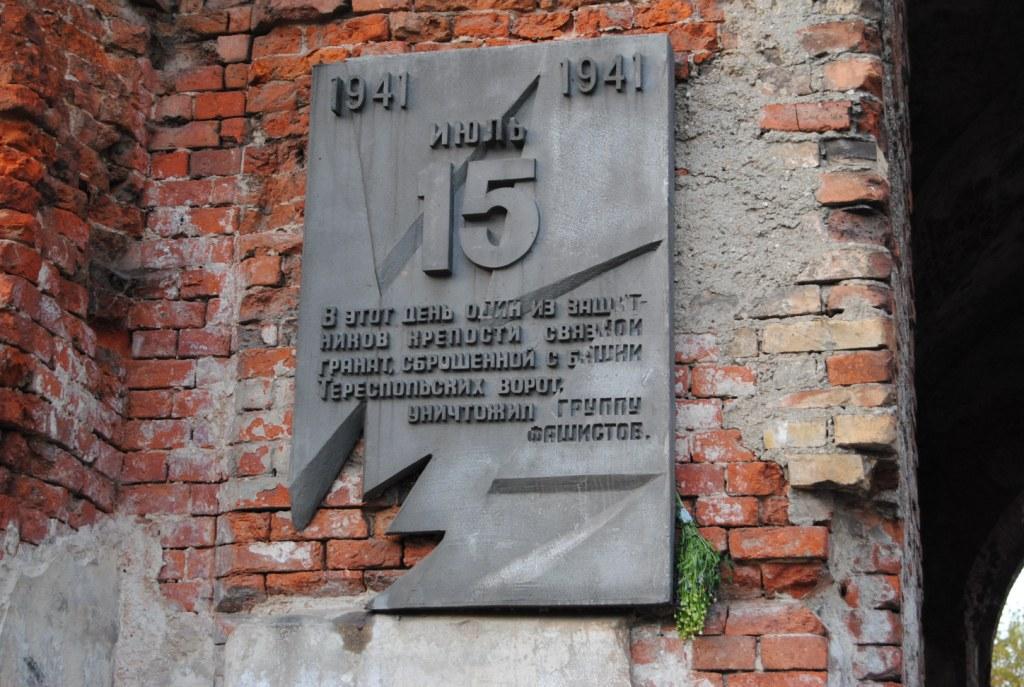 1941 1941
ИЮЛЬ
15
В ЭТОТ ДЕНЬ ОДИН ИЗ ЗАЩИТ-
НИКОВ КРЕПОСТИ СВЯЗКОЙ
ГРАНАТ, СБРОШЕННОЙ С БАШНИ
ТЕРЕСПОЛЬСКИХ ВОРОТ,
УНИЧТОЖИЛ ГРУППУ
ФАШИСТОВ.